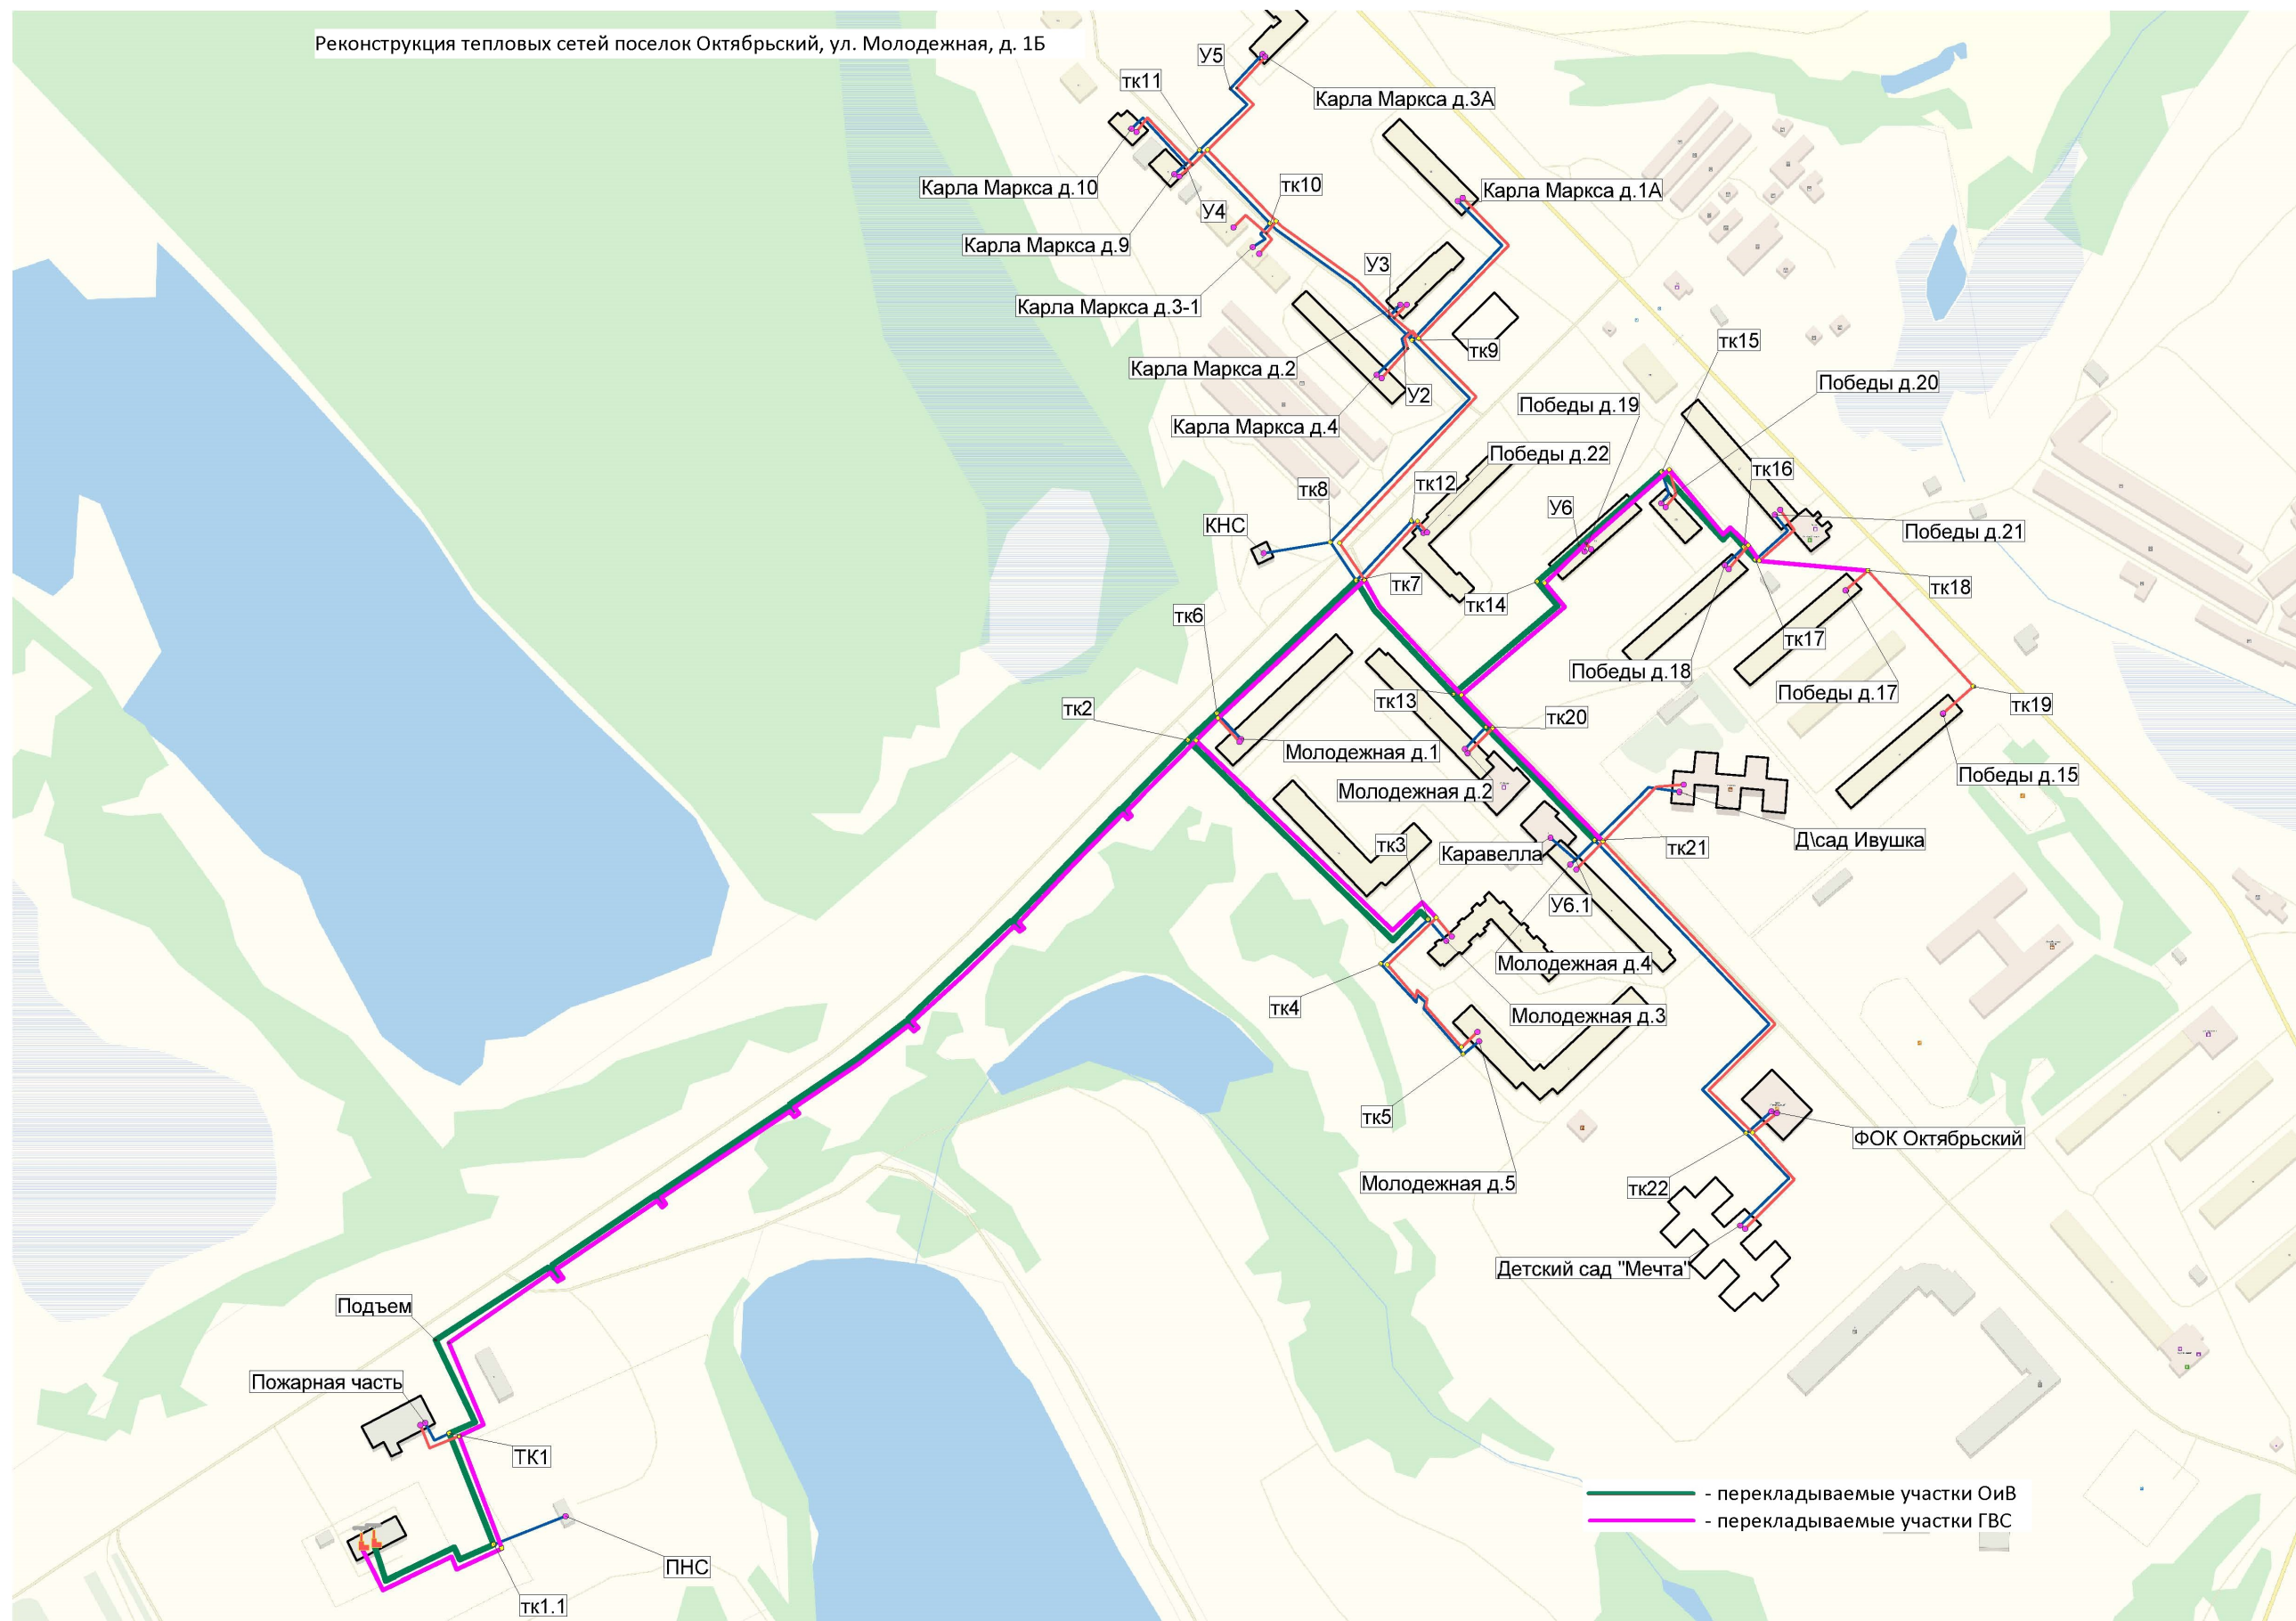 Реконструкция тепловых сетей поселок Октябрьский, ул. Молодежная, д. 1Б
У5
тк11
Карла Маркса д.3А
Карла Маркса д.10
тк10
Карла Маркса д.1А
У4
Карла Маркса д.9
У3
Карла Маркса д.3-1
тк9
тк15
Карла Маркса д.2
Победы д.20
У2
Победы д.19
Карла Маркса д.4
Победы д.22
тк16
тк12
тк8
У6
КНС
Победы д.21
тк7
тк18
тк14
тк6
тк17
Победы д.18
Победы д.17
тк13
тк2
тк19
тк20
Молодежная д.1
Победы д.15
Молодежная д.2
Д\сад Ивушка
тк3
тк21
Каравелла
У6.1
Молодежная д.4
тк4
Молодежная д.3
тк5
ФОК Октябрьский
Молодежная д.5
тк22
Детский сад "Мечта"
Подъем
Пожарная часть
ТК1
- перекладываемые участки ОиВ
- перекладываемые участки ГВС
ПНС
тк1.1